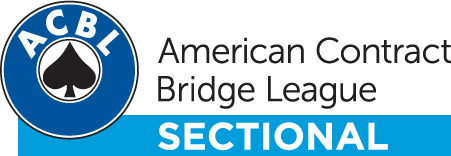 ACBL
American Contract
Bridge League
SECTIONAL